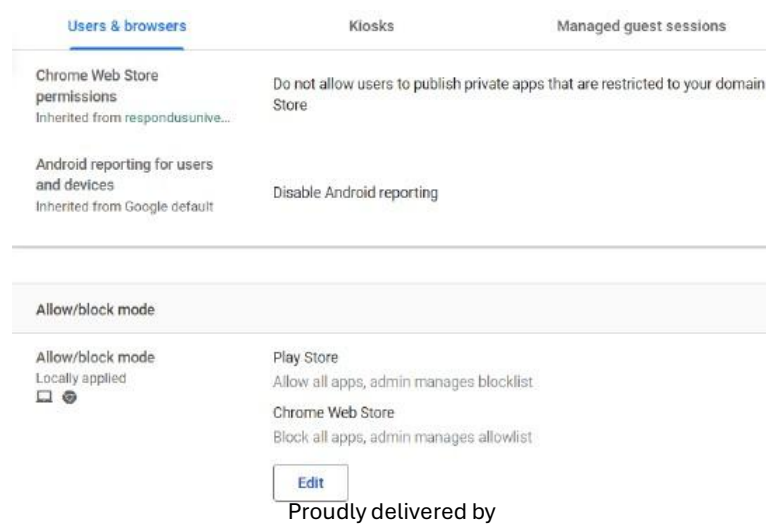 Users & browsers
Kiosks
Managed guest sessions
Chrome Web Store
permissions
Inherited from respondusunive...
Do not allow users to publish private apps that are restricted to your domain
Store
Android reporting for users
and devices
Inherited from Google default
Disable Android reporting
Allow/block mode
Allow/block mode
Locally applied
Play Store
Allow all apps, admin manages blocklist
Chrome Web Store
Block all apps, admin manages allowlist
Edit
Proudly delivered by